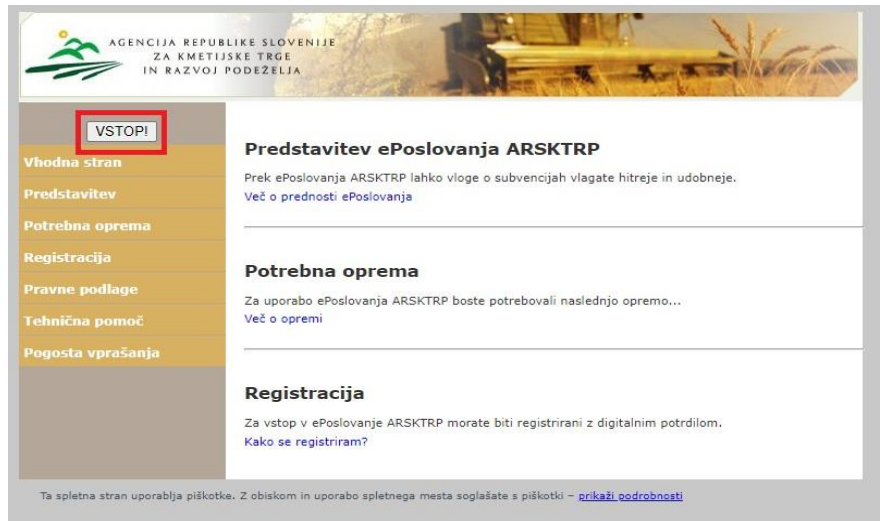 AGENCIJA REPUBLIKE SLOVENIJE
ZA KMETIJSKE TRGE
IN RAZVOJ PODEŽELJA
VSTOP!
Vhodna stran
Predstavitev
Potrebna oprema
Registracija
Pravne podlage
Tehnična pomoč
Pogosta vprašanja
Predstavitev ePoslovanja ARSKTRP
Prek ePoslovanja ARSKTRP lahko vloge o subvencijah vlagate hitreje in udobneje.
Več o prednosti ePoslovanja
Potrebna oprema
Za uporabo ePoslovanja ARSKTRP boste potrebovali naslednjo opremo...
Več o opremi
Registracija
Za vstop v ePoslovanje ARSKTRP morate biti registrirani z digitalnim potrdilom.
Kako se registriram?
Ta spletna stran uporablja piškotke. Z obiskom in uporabo spletnega mesta soglašate s piškotki – prikaži podrobnosti